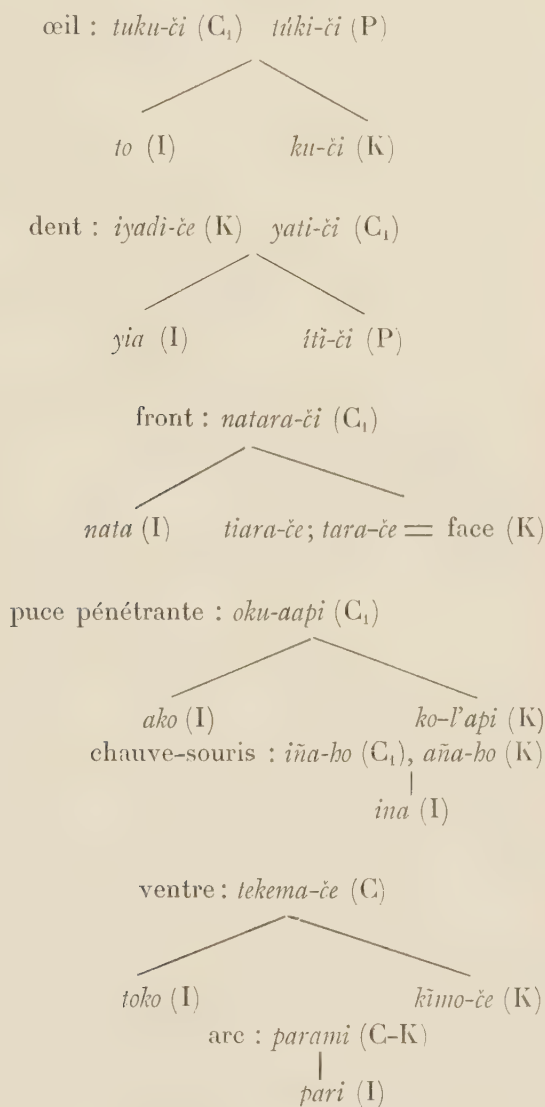 œil : tuku-či (C₁) túki-či (P)
to (I) ku-či (K)
dent : iyadi-če (K) yati-či (C₁)
yia (I) íti-či (P)
front : natara-či (C₁)
nata (I) tiara-če; tara-če = face (K)
puce pénétrante : oku-aapi (C₁)
ako (I) ko-l'api (K)
chauve-souris : iña-ho (C₁), aña-ho (K)
ina (I)
ventre : tekema-če (C)
toko (I) kĩmo-če (K)
arc : parami (C-K)
pari (I)